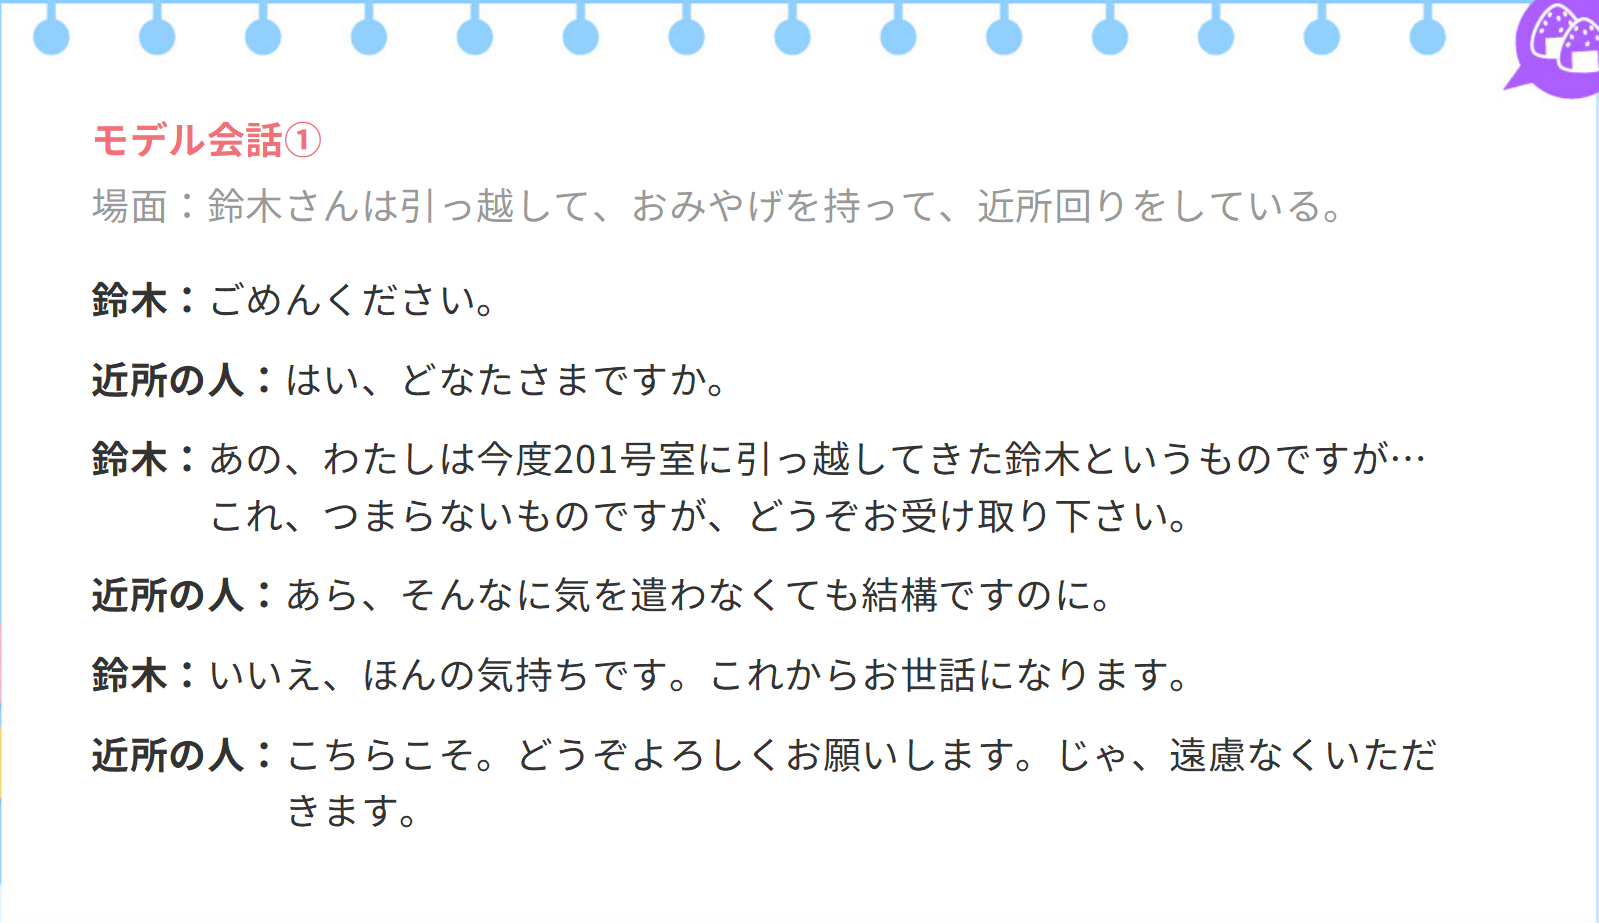 モデル会話①
場面：鈴木さんは引っ越して、おみやげを持って、近所回りをしている。
鈴木：ごめんください。
近所の人：はい、どなたさまですか。
鈴木：あの、わたしは今度201号室に引っ越してきた鈴木というものですが…
これ、つまらないものですが、どうぞお受け取り下さい。
近所の人：あら、そんなに気を遣わなくても結構ですのに。
鈴木：いいえ、ほんの気持ちです。これからお世話になります。
近所の人：こちらこそ。どうぞよろしくお願いします。じゃ、遠慮なくいただ
きます。